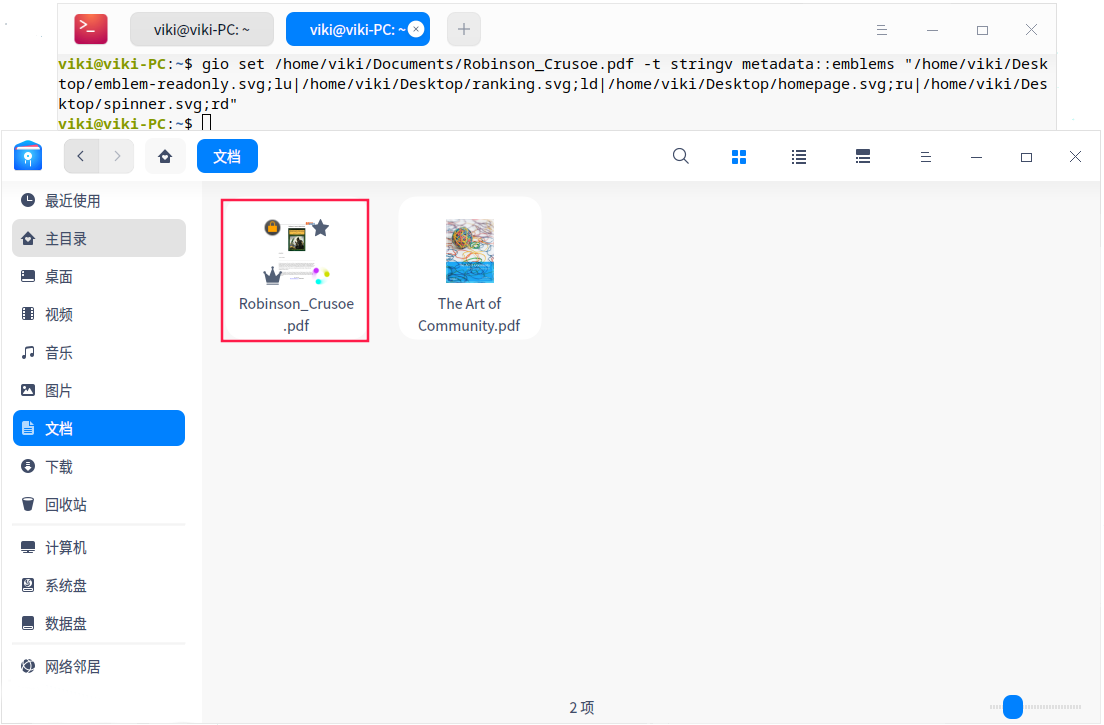 viki@viki-PC: ~
viki@viki-PC: ~
viki@viki-PC:~$ gio set /home/viki/Documents/Robinson_Crusoe.pdf -t stringv metadata::emblems "/home/viki/Desk
top/emblem-readonly.svg;lu|/home/viki/Desktop/ranking.svg;ld|/home/viki/Desktop/homepage.svg;ru|/home/viki/Des
ktop/spinner.svg;rd"
viki@viki-PC:~$
文档
最近使用
主目录
桌面
视频
音乐
图片
文档
下载
回收站
计算机
系统盘
数据盘
网络邻居
Robinson_Crusoe
.pdf
The Art of
Community.pdf
2 项